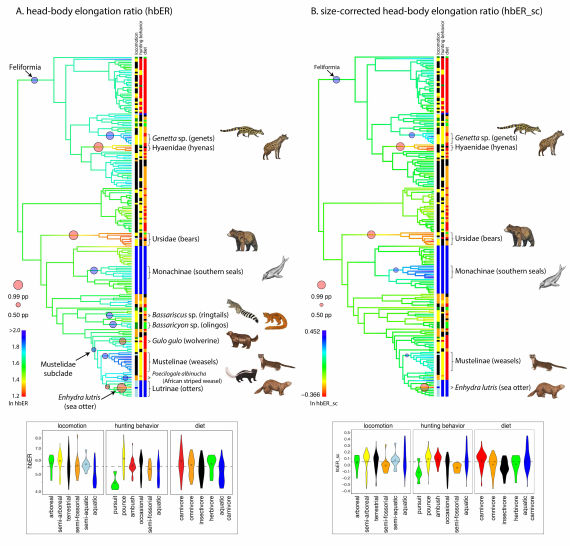 A. head-body elongation ratio (hbER)
locomotion
hunting behavior
diet
Feliformia
Genetta sp. (genets)
Hyaenidae (hyenas)
Ursidae (bears)
Monachinae (southern seals)
Bassariscus sp. (ringtails)
Bassaricyon sp. (olingos)
Gulo gulo (wolverine)
Mustelidae
subclade
Mustelinae (weasels)
Poecilogale albinucha
(African striped weasel)
Lutrinae (otters)
Enhydra lutris
(sea otter)
0.99 pp
0.50 pp
>2.0
1.8
1.6
1.4
1.2
ln hbER
locomotion
hunting behavior
diet
hbER
8.0
7.0
6.0
5.0
4.0
arboreal
semi-arboreal
terrestrial
semi-fossorial
semi-aquatic
aquatic
pursuit
pounce
ambush
occasional
semi-fossorial
aquatic
carnivore
omnivore
insectivore
herbivore
aquatic
carnivore
B. size-corrected head-body elongation ratio (hbER_sc)
locomotion
hunting behavior
diet
Feliformia
Genetta sp. (genets)
Hyaenidae (hyenas)
Ursidae (bears)
Monachinae (southern seals)
Mustelinae (weasels)
Enhydra lutris (sea otter)
0.99 pp
0.50 pp
0.452
-0.366
ln hbER_sc
locomotion
hunting behavior
diet
0.5
0.4
0.3
0.2
0.1
0.0
-0.1
-0.2
-0.3
-0.4
arboreal
semi-arboreal
terrestrial
semi-fossorial
semi-aquatic
aquatic
pursuit
pounce
ambush
occasional
semi-fossorial
aquatic
carnivore
omnivore
insectivore
herbivore
aquatic
carnivore